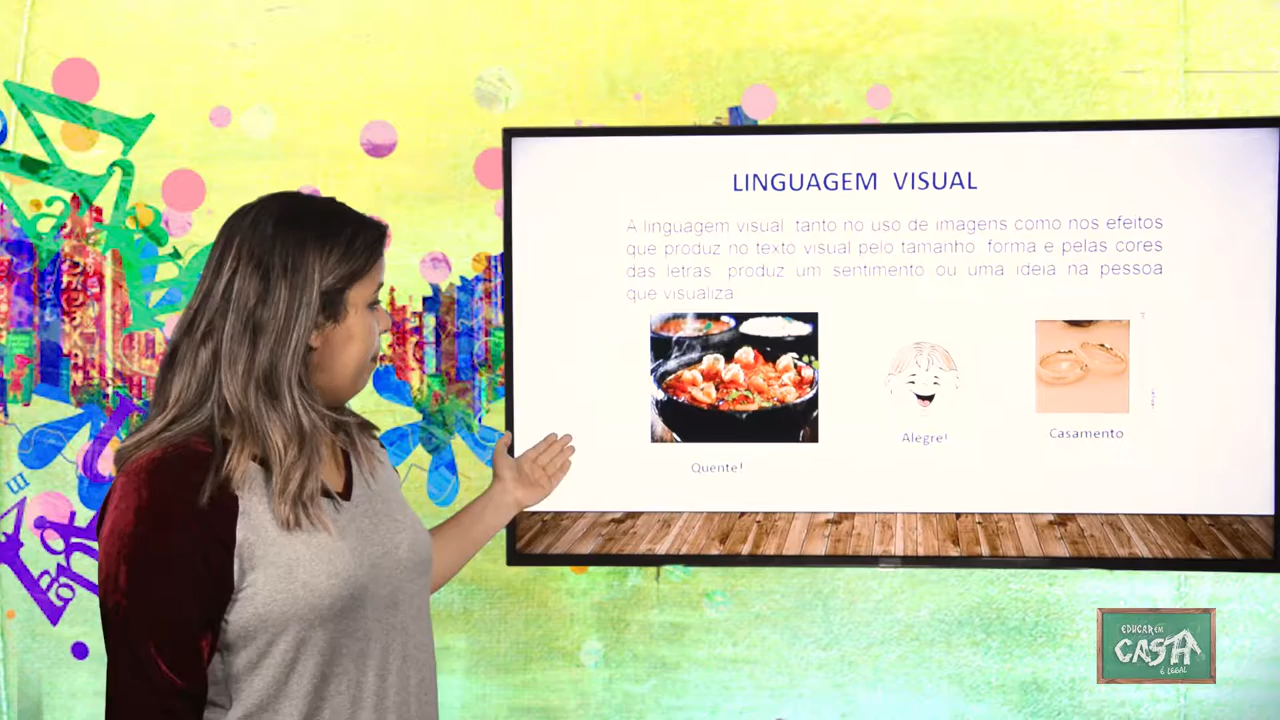 LINGUAGEM VISUAL
A linguagem visual tanto no uso de imagens como nos efeitos
que produz no texto visual pelo tamanho forma e pelas cores
das letras produz um sentimento ou uma ideia na pessoa
que visualiza
Quente!
Alegre!
Casamento
EDUCAR EM
CASA
É LEGAL